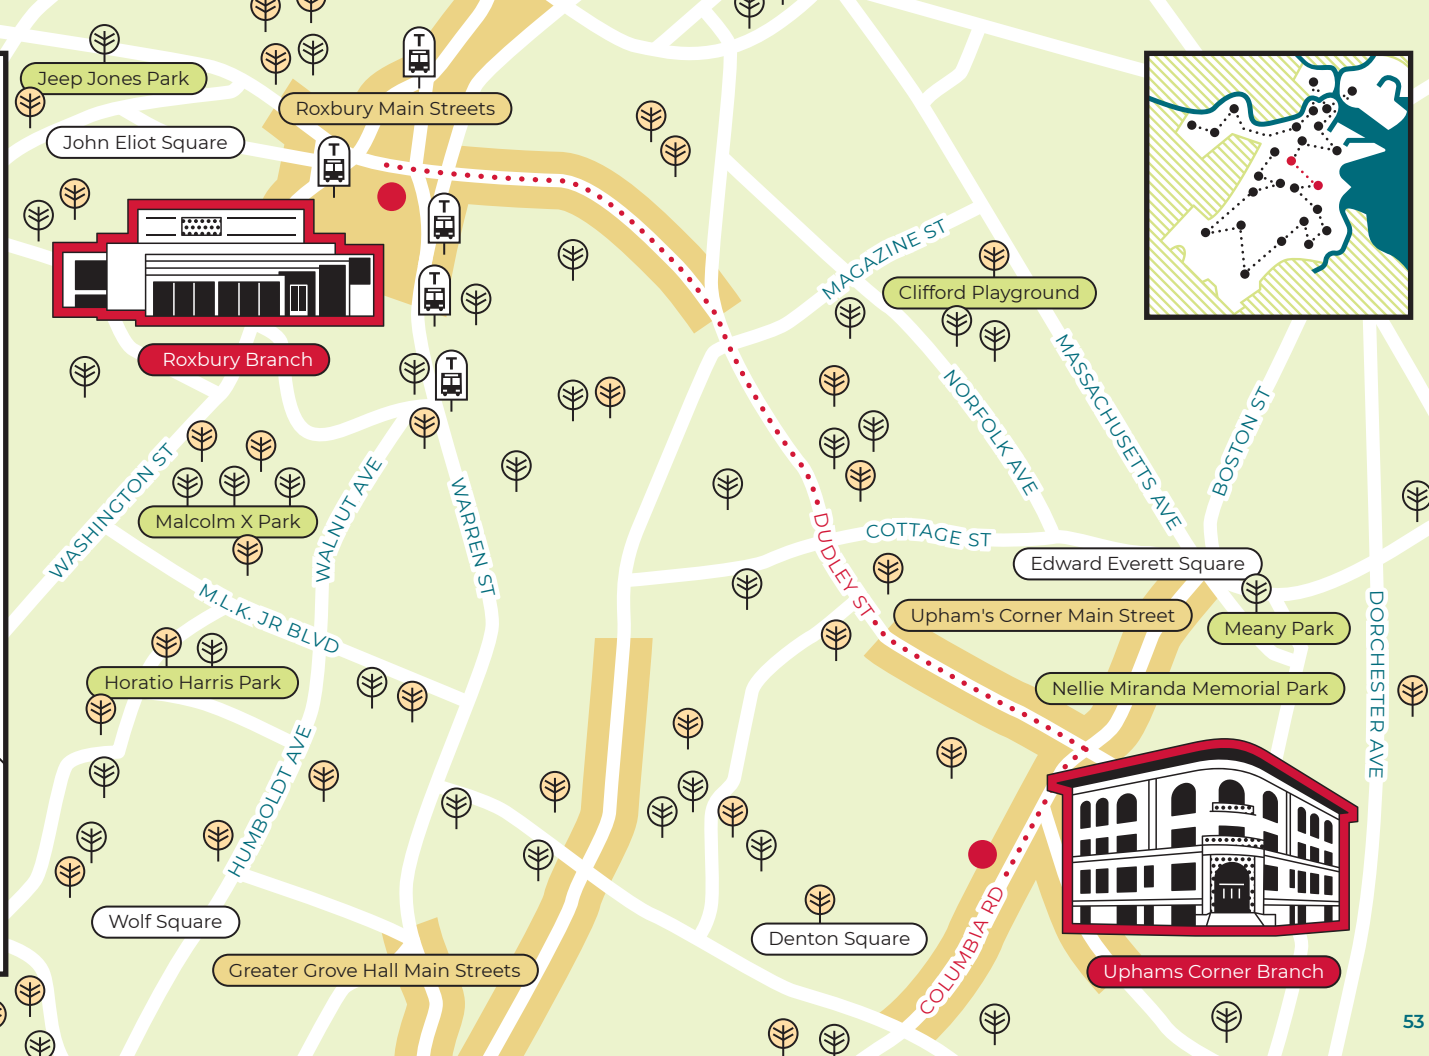 Jeep Jones Park
T
Roxbury Main Streets
John Eliot Square
T
T
MAGAZINE ST
T
Clifford Playground
Roxbury Branch
T
MASSACHUSETTS AVE
NORFOLK AVE
BOSTON ST
WASHINGTON ST
WALNUT AVE
WARREN ST
Malcolm X Park
DUDLEY ST
COTTAGE ST
Edward Everett Square
M.L.K. JR BLVD
Upham's Corner Main Street
Meany Park
DORCHESTER AVE
Horatio Harris Park
Nellie Miranda Memorial Park
HUMBOLDT AVE
Wolf Square
Denton Square
COLUMBIA RD
Greater Grove Hall Main Streets
Uphams Corner Branch
53